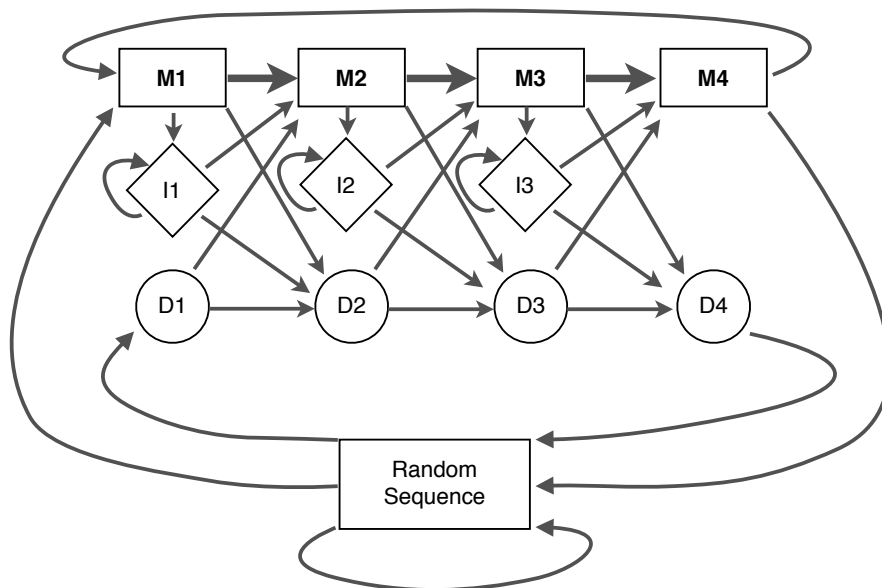 M1 M2 M3 M4
I1 I2 I3
D1 D2 D3 D4
Random
Sequence